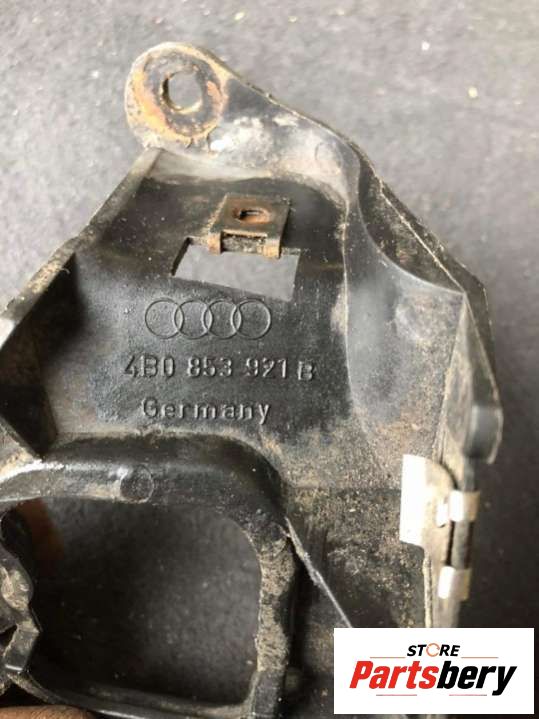 4B0 853 921 B
Germany
STORE
Partsbery